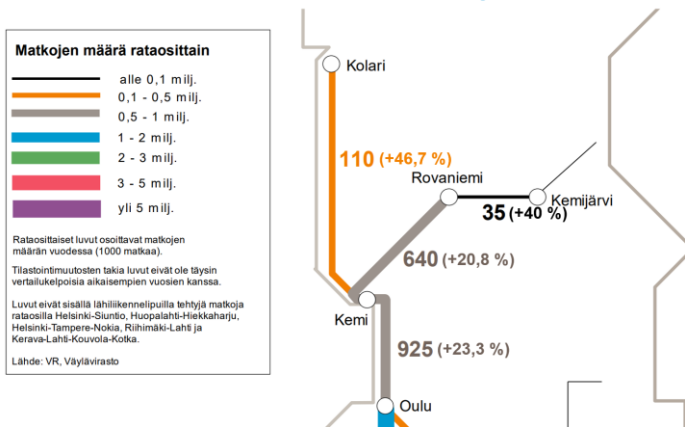 Matkojen määrä rataosittain
alle 0,1 milj.
0,1 - 0,5 milj.
0,5 - 1 milj.
1 - 2 milj.
2 - 3 milj.
3 - 5 milj.
yli 5 milj.
Rataosittaiset luvut osoittavat matkojen
määrän vuodessa (1000 matkaa).
Tilastointimuutosten takia luvut eivät ole täysin
vertailukelpoisia aikaisempien vuosien kanssa.
Luvut eivät sisällä lähiliikennelipuilla tehtyjä matkoja
rataosilla Helsinki-Siuntio, Huopalahti-Hiekkaharju,
Helsinki-Tampere-Nokia, Riihimäki-Lahti ja
Kerava-Lahti-Kouvola-Kotka.
Lähde: VR, Väylävirasto
Kolari
110 (+46,7 %)
Rovaniemi
Kemijärvi
35 (+40 %)
640 (+20,8 %)
Kemi
925 (+23,3 %)
Oulu